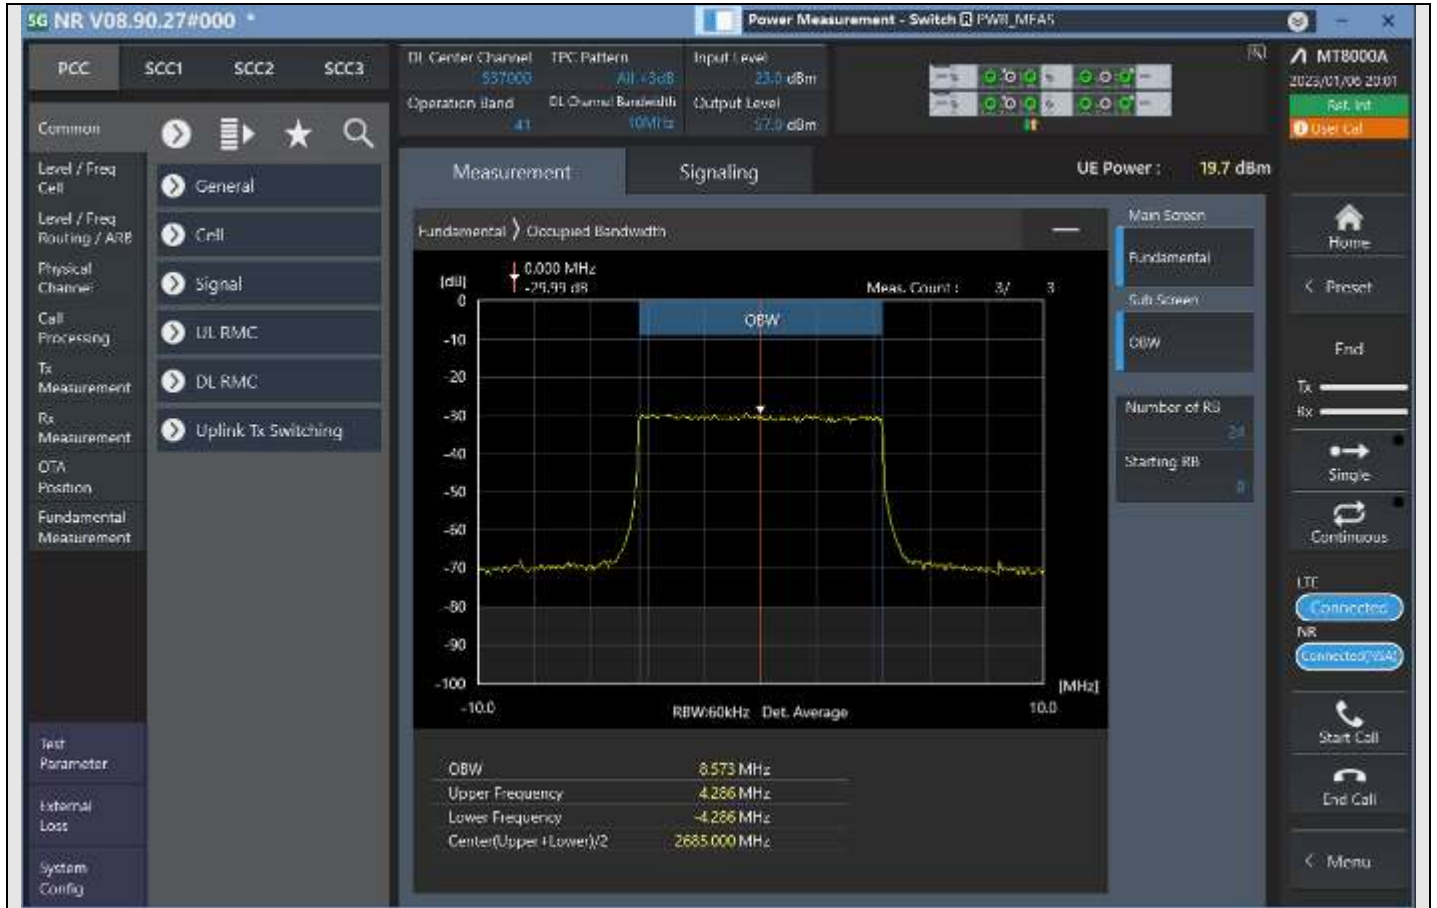 5G NR V08.90.27#000 *
Power Measurement - Switch PWR_MEAS
PCC SCC1 SCC2 SCC3
DL Center Channel 537000
TPC Pattern All +3dB
Input Level 23.0 dBm
Operation Band 41
DL Channel Bandwidth 10MHz
Output Level -57.0 dBm
MT8000A
2023/01/06 20:01
Ref. Int
User Cal
Common
Level / Freq
Cell
Level / Freq
Routing / ARB
Physical
Channel
Call
Processing
Tx
Measurement
Rx
Measurement
OTA
Position
Fundamental
Measurement
Test
Parameter
External
Loss
System
Config
General
Cell
Signal
UL RMC
DL RMC
Uplink Tx Switching
Measurement Signaling
UE Power : 19.7 dBm
Fundamental Occupied Bandwidth
[dB]
0.000 MHz
-29.99 dB
Meas. Count : 3/ 3
OBW
0
-10
-20
-30
-40
-50
-60
-70
-80
-90
-100
[MHz]
-10.0
RBW:60kHz Det. Average
10.0
OBW 8.573 MHz
Upper Frequency 4.286 MHz
Lower Frequency -4.286 MHz
Center(Upper+Lower)/2 2685.000 MHz
Main Screen
Fundamental
Sub Screen
OBW
Number of RB
24
Starting RB
0
Home
Preset
End
Tx
Rx
Single
Continuous
LTE
Connected
NR
Connected(NSA)
Start Call
End Call
Menu